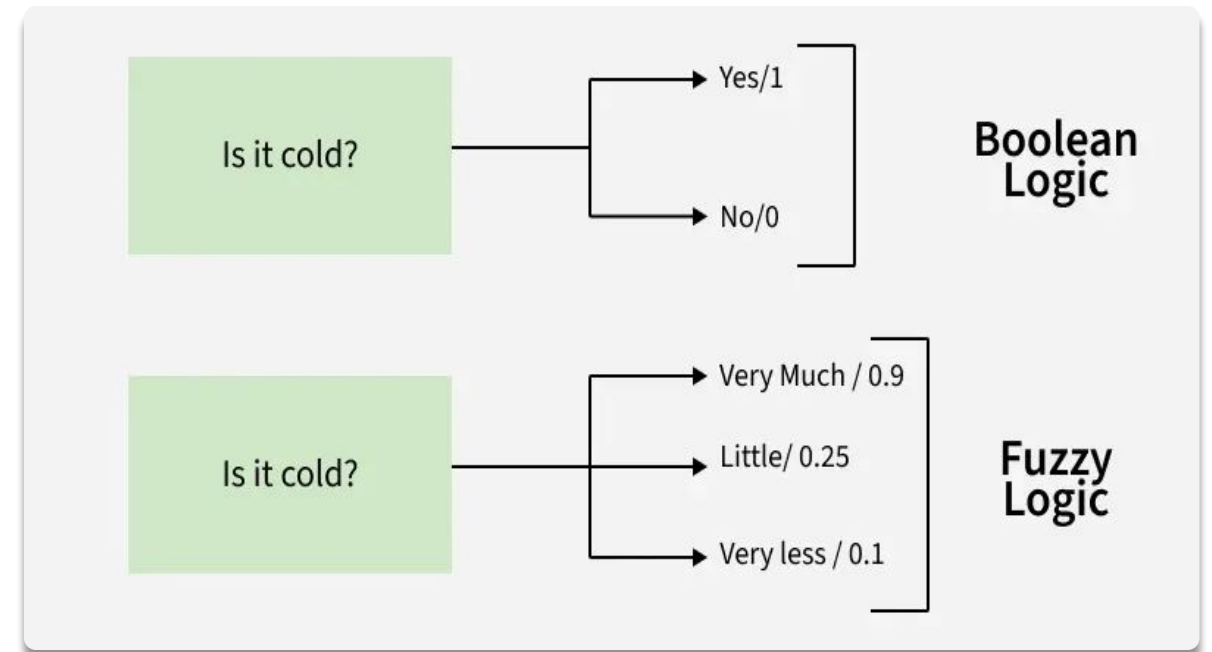 Is it cold?
Yes/1
No/0
Boolean
Logic
Is it cold?
Very Much / 0.9
Little/ 0.25
Very less / 0.1
Fuzzy
Logic